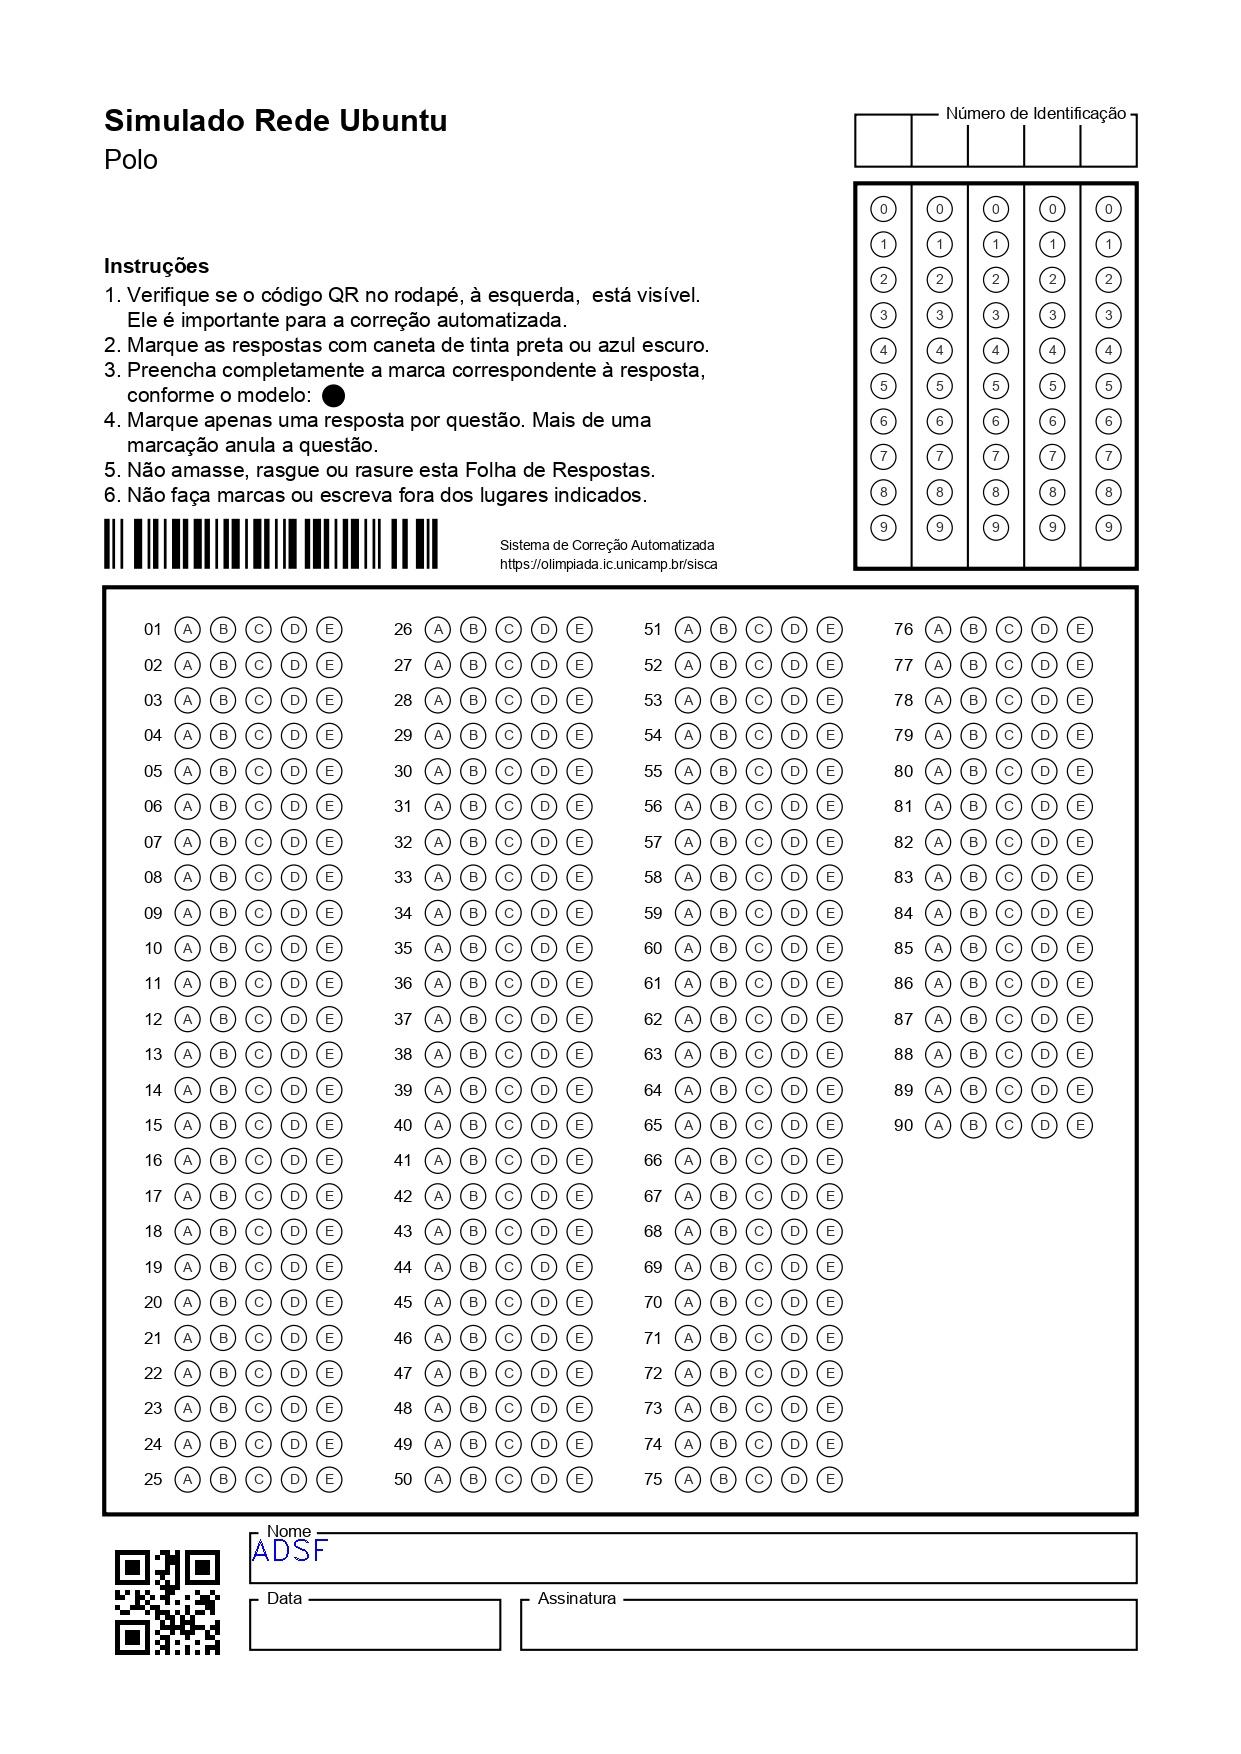 Simulado Rede Ubuntu
Polo
Número de Identificação
0 0 0 0 0
1 1 1 1 1
2 2 2 2 2
3 3 3 3 3
4 4 4 4 4
5 5 5 5 5
6 6 6 6 6
7 7 7 7 7
8 8 8 8 8
9 9 9 9 9
Instruções
1. Verifique se o código QR no rodapé, à esquerda, está visível.
Ele é importante para a correção automatizada.
2. Marque as respostas com caneta de tinta preta ou azul escuro.
3. Preencha completamente a marca correspondente à resposta,
conforme o modelo:
4. Marque apenas uma resposta por questão. Mais de uma
marcação anula a questão.
5. Não amasse, rasgue ou rasure esta Folha de Respostas.
6. Não faça marcas ou escreva fora dos lugares indicados.
Sistema de Correção Automatizada
https://olimpiada.ic.unicamp.br/sisca
01 A B C D E 26 A B C D E 51 A B C D E 76 A B C D E
02 A B C D E 27 A B C D E 52 A B C D E 77 A B C D E
03 A B C D E 28 A B C D E 53 A B C D E 78 A B C D E
04 A B C D E 29 A B C D E 54 A B C D E 79 A B C D E
05 A B C D E 30 A B C D E 55 A B C D E 80 A B C D E
06 A B C D E 31 A B C D E 56 A B C D E 81 A B C D E
07 A B C D E 32 A B C D E 57 A B C D E 82 A B C D E
08 A B C D E 33 A B C D E 58 A B C D E 83 A B C D E
09 A B C D E 34 A B C D E 59 A B C D E 84 A B C D E
10 A B C D E 35 A B C D E 60 A B C D E 85 A B C D E
11 A B C D E 36 A B C D E 61 A B C D E 86 A B C D E
12 A B C D E 37 A B C D E 62 A B C D E 87 A B C D E
13 A B C D E 38 A B C D E 63 A B C D E 88 A B C D E
14 A B C D E 39 A B C D E 64 A B C D E 89 A B C D E
15 A B C D E 40 A B C D E 65 A B C D E 90 A B C D E
16 A B C D E 41 A B C D E 66 A B C D E
17 A B C D E 42 A B C D E 67 A B C D E
18 A B C D E 43 A B C D E 68 A B C D E
19 A B C D E 44 A B C D E 69 A B C D E
20 A B C D E 45 A B C D E 70 A B C D E
21 A B C D E 46 A B C D E 71 A B C D E
22 A B C D E 47 A B C D E 72 A B C D E
23 A B C D E 48 A B C D E 73 A B C D E
24 A B C D E 49 A B C D E 74 A B C D E
25 A B C D E 50 A B C D E 75 A B C D E
Nome
ADSF
Data Assinatura